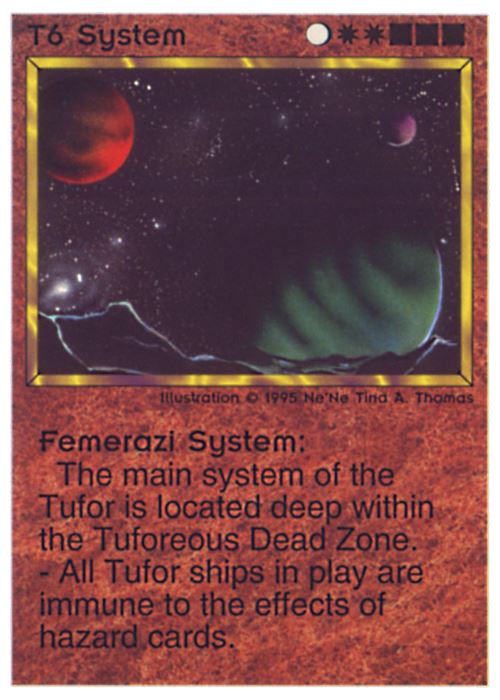 T6 System
Illustration © 1995 Ne'Ne Tina A. Thomas
Femerazi System:
The main system of the
Tufor is located deep within
the Tuforeous Dead Zone.
- All Tufor ships in play are
immune to the effects of
hazard cards.